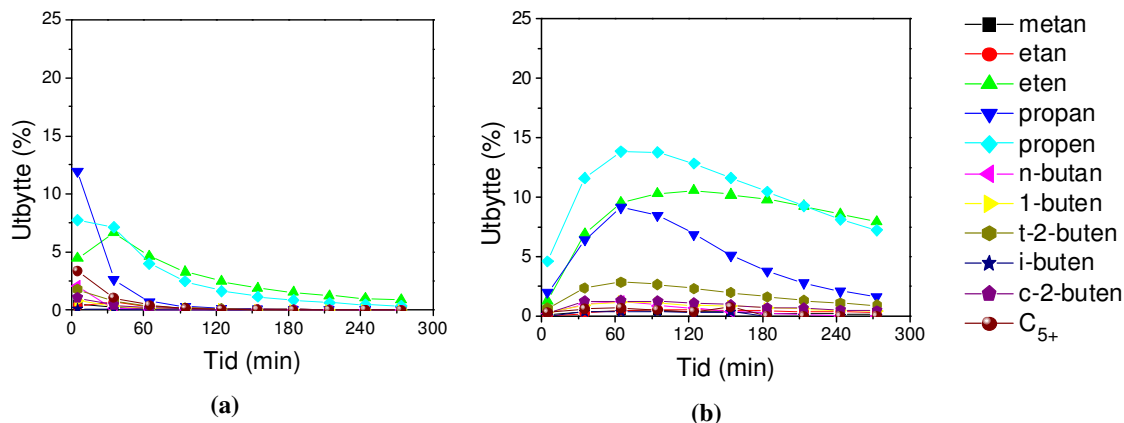 Utbytte (%)
25
20
15
10
5
0
0 60 120 180 240 300
Tid (min)
(a)
Utbytte (%)
25
20
15
10
5
0
0 60 120 180 240 300
Tid (min)
(b)
metan
etan
eten
propan
propen
n-butan
1-buten
t-2-buten
i-buten
c-2-buten
C5+